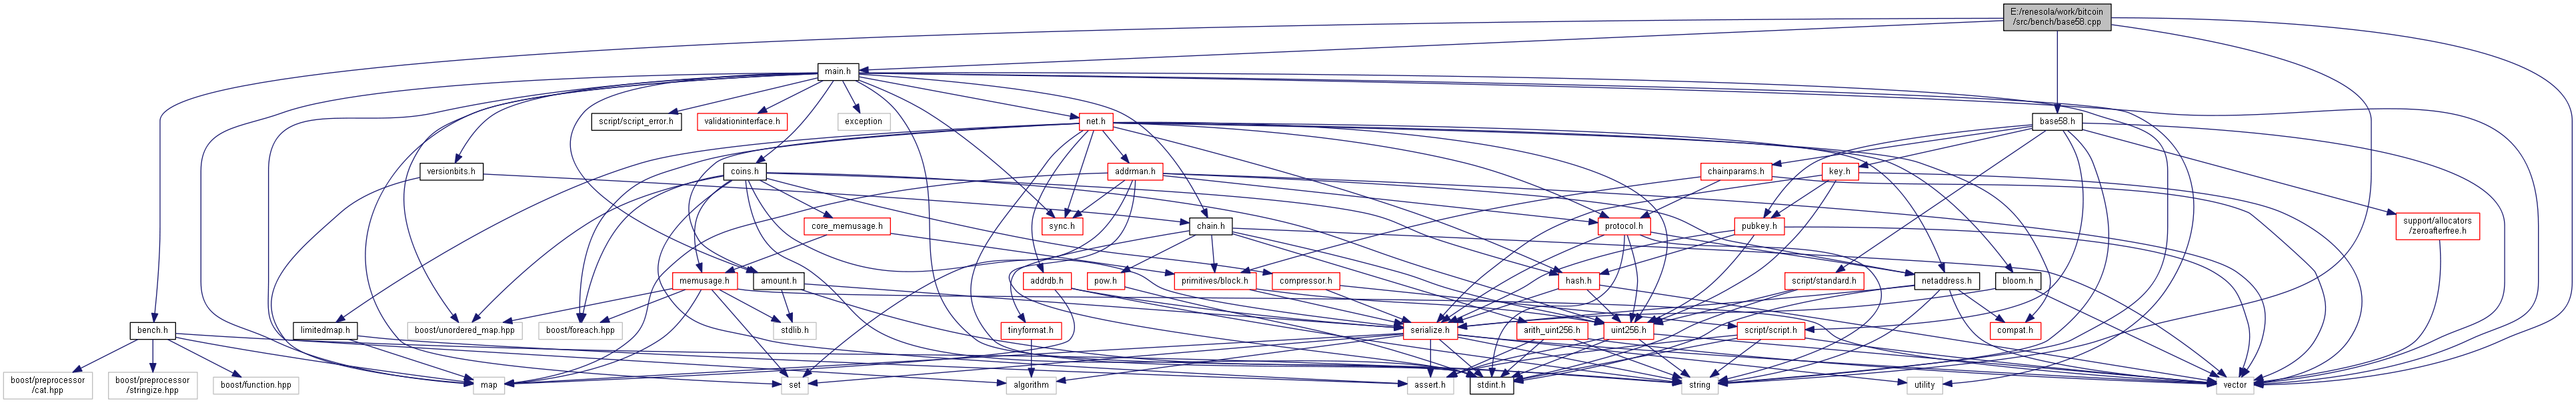 E:/renesola/work/bitcoin
/src/bench/base58.cpp
main.h
script/script_error.h
validationinterface.h
exception
net.h
base58.h
versionbits.h
coins.h
addrman.h
chainparams.h
key.h
core_memusage.h
sync.h
chain.h
protocol.h
pubkey.h
support/allocators
/zeroafterfree.h
memusage.h
amount.h
addrdb.h
pow.h
primitives/block.h
compressor.h
hash.h
script/standard.h
netaddress.h
bloom.h
bench.h
limitedmap.h
boost/unordered_map.hpp
boost/foreach.hpp
stdlib.h
tinyformat.h
serialize.h
arith_uint256.h
uint256.h
script/script.h
compat.h
boost/preprocessor
/cat.hpp
boost/preprocessor
/stringize.hpp
boost/function.hpp
map
set
algorithm
assert.h
stdint.h
string
utility
vector